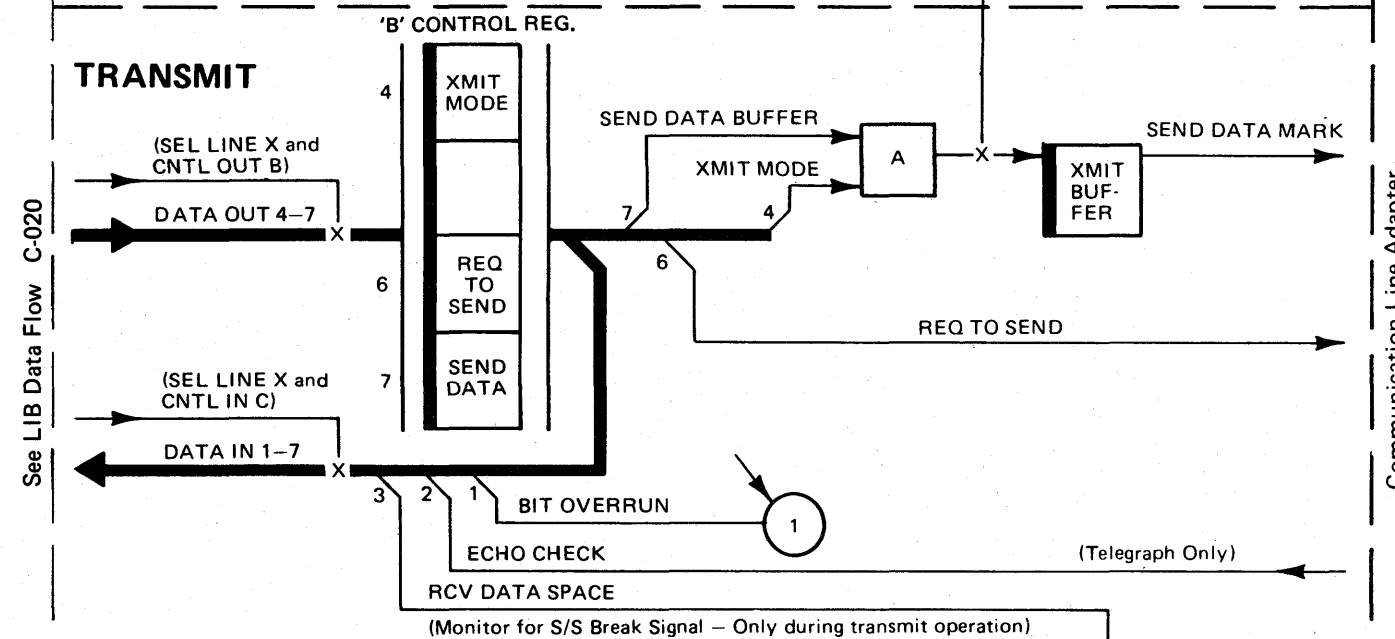 'B' CONTROL REG.
TRANSMIT
4
XMIT
MODE
SEND DATA BUFFER
(SEL LINE X and
CNTL OUT B)
A
X
SEND DATA MARK
XMIT MODE
XMIT
BUF-
FER
DATA OUT 4–7
X
7
4
See LIB Data Flow C-020
6
REQ
TO
SEND
6
REQ TO SEND
Communication Line Adapter
7
SEND
DATA
(SEL LINE X and
CNTL IN C)
DATA IN 1–7
X
3
2
1
BIT OVERRUN
1
ECHO CHECK
(Telegraph Only)
RCV DATA SPACE
(Monitor for S/S Break Signal – Only during transmit operation)